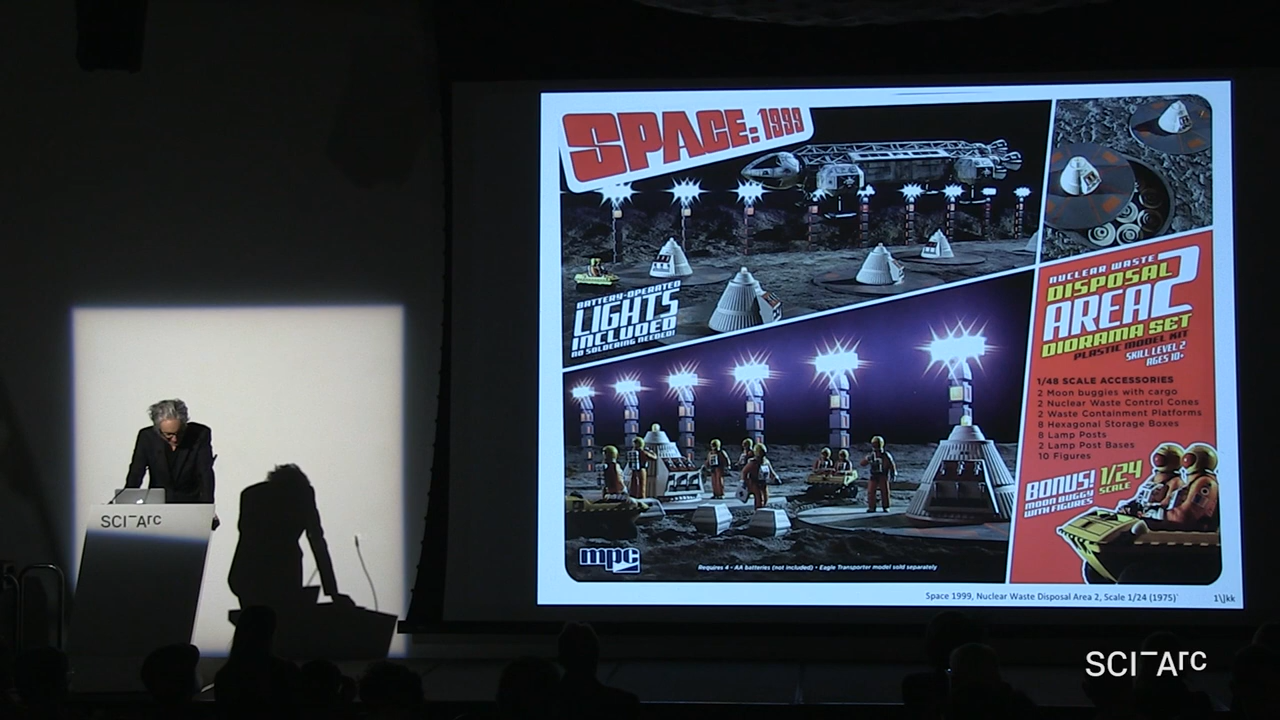 SPACE: 1999
BATTERY-OPERATED
LIGHTS
INCLUDED
NO SOLDERING NEEDED!
NUCLEAR WASTE
DISPOSAL
AREA 2
DIORAMA SET
PLASTIC MODEL KIT
SKILL LEVEL 2
AGES 10+
1/48 SCALE ACCESSORIES
2 Moon buggies with cargo
2 Nuclear Waste Control Cones
2 Waste Containment Platforms
8 Hexagonal Storage Boxes
8 Lamp Posts
2 Lamp Post Bases
10 Figures
BONUS! 1/24
SCALE
MOON BUGGY
WITH FIGURES
mpc
Requires 4 - AA batteries (not included) • Eagle Transporter model sold separately
Space 1999, Nuclear Waste Disposal Area 2, Scale 1/24 (1975)`
1\Jkk
SCI-Arc
SCI-Arc